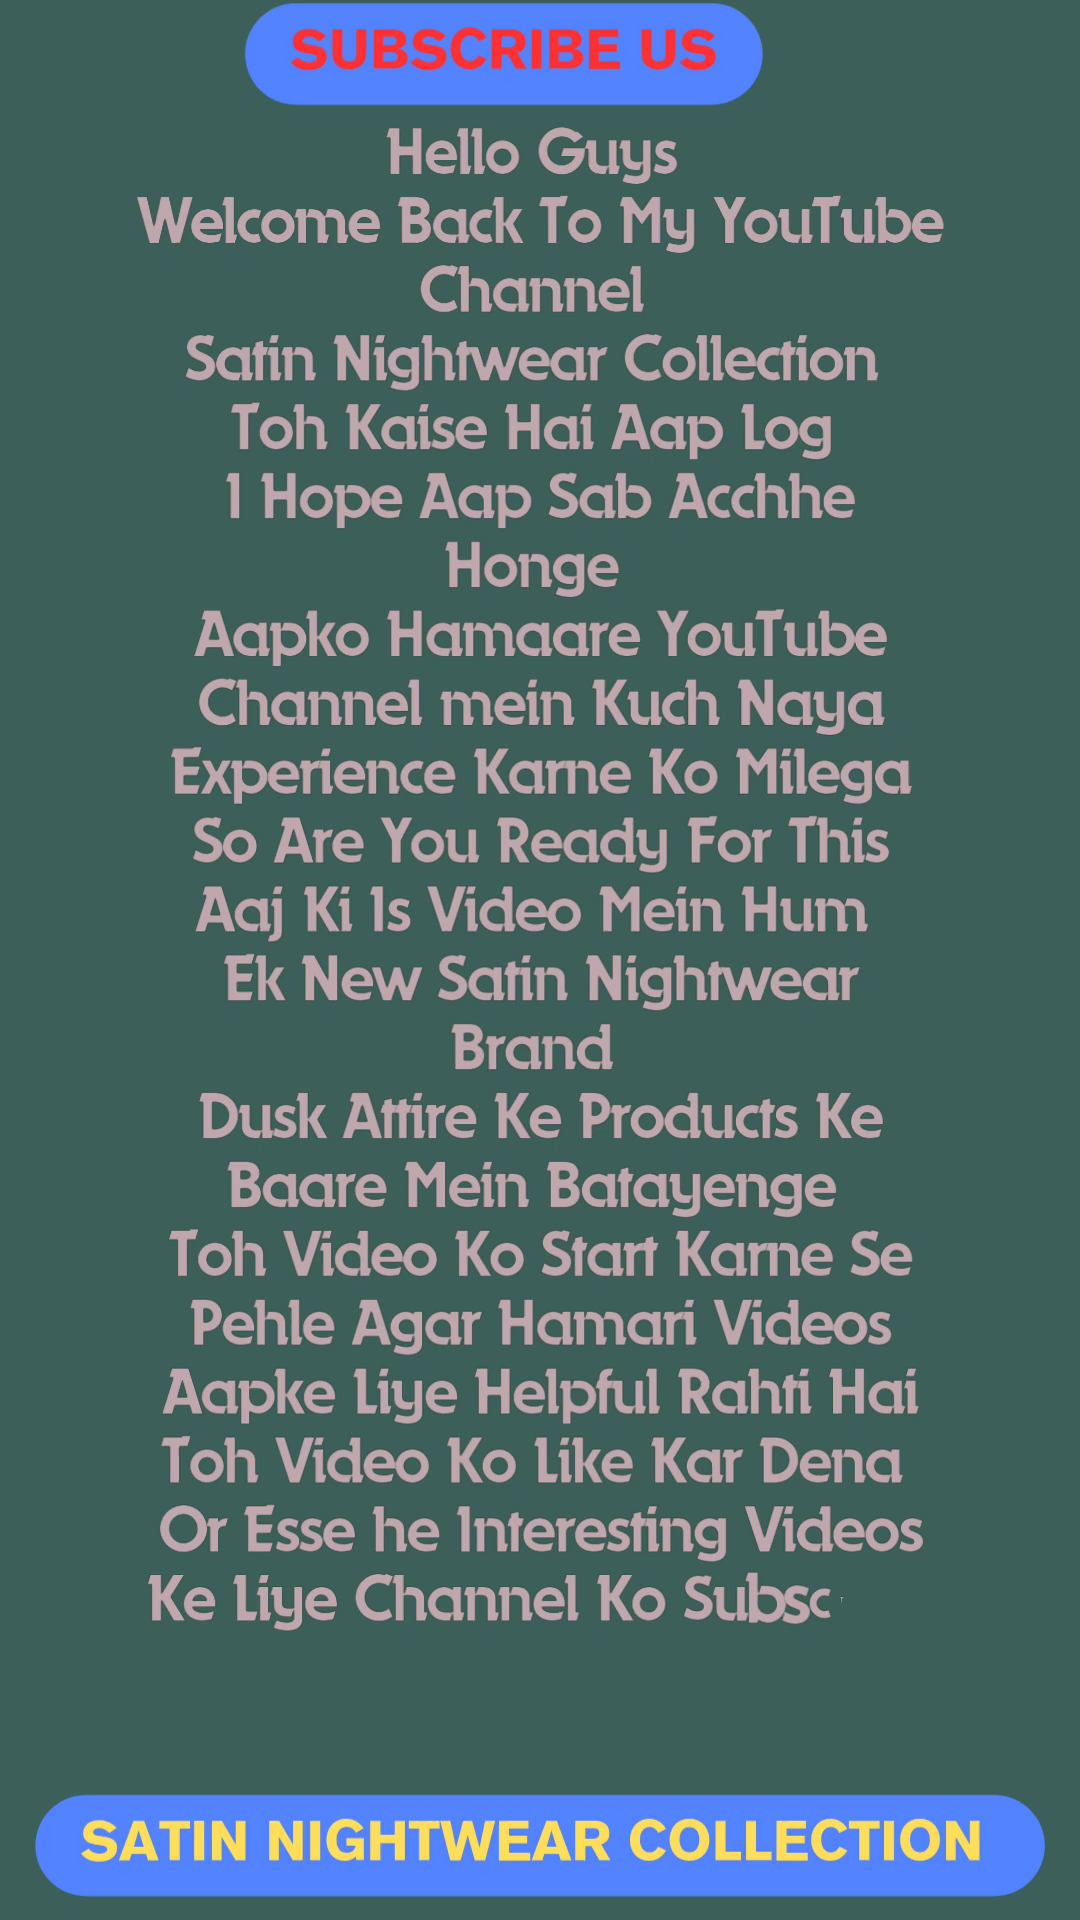 SUBSCRIBE US
Hello Guys
Welcome Back To My YouTube
Channel
Satin Nightwear Collection
Toh Kaise Hai Aap Log
I Hope Aap Sab Acchhe
Honge
Aapko Hamaare YouTube
Channel mein Kuch Naya
Experience Karne Ko Milega
So Are You Ready For This
Aaj Ki Is Video Mein Hum
Ek New Satin Nightwear
Brand
Dusk Attire Ke Products Ke
Baare Mein Batayenge
Toh Video Ko Start Karne Se
Pehle Agar Hamari Videos
Aapke Liye Helpful Rahti Hai
Toh Video Ko Like Kar Dena
Or Esse he Interesting Videos
Ke Liye Channel Ko Subsc
SATIN NIGHTWEAR COLLECTION